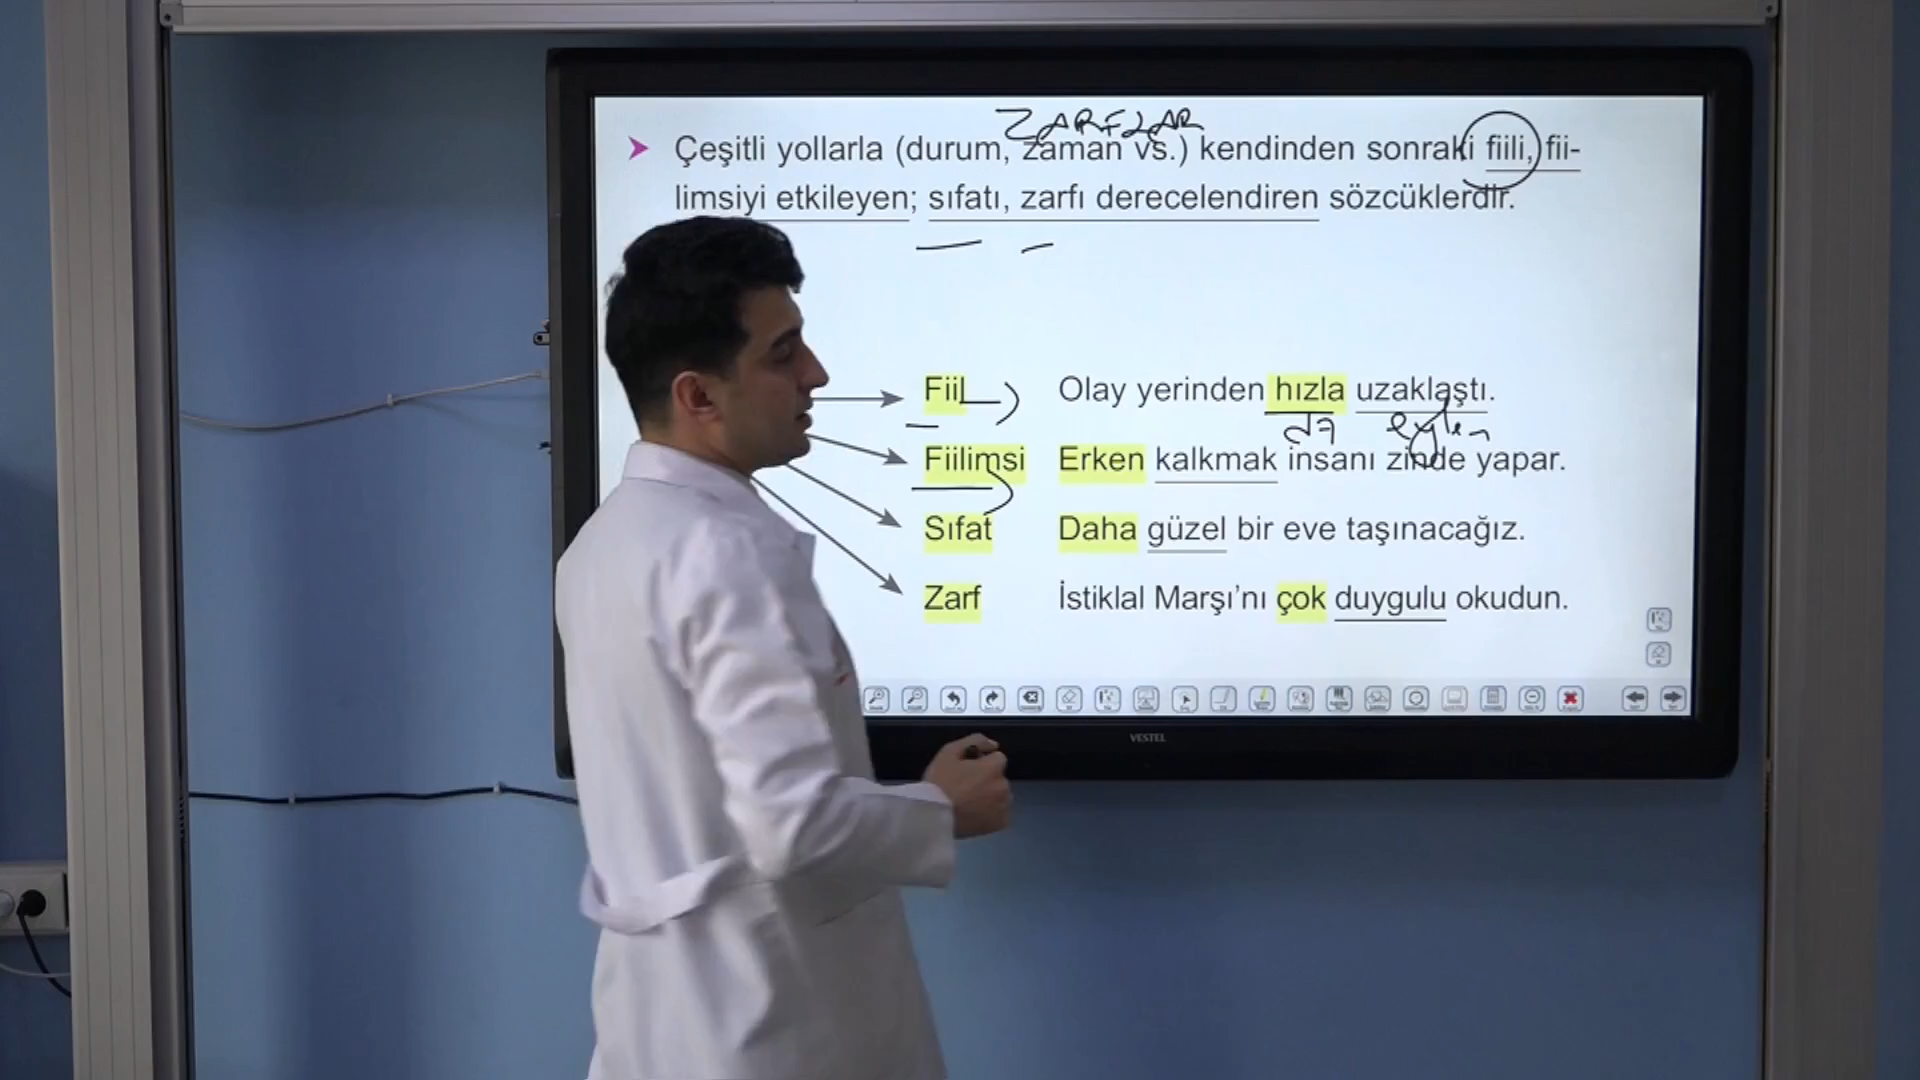 ZARFLAR
Çeşitli yollarla (durum, zaman vs.) kendinden sonraki fiili, fii-
limsiyi etkileyen; sıfatı, zarfı derecelendiren sözcüklerdir.
Fiil Olay yerinden hızla uzaklaştı.
eylem
Fiilimsi Erken kalkmak insanı zinde yapar.
Sıfat Daha güzel bir eve taşınacağız.
Zarf İstiklal Marşı’nı çok duygulu okudun.
VESTEL